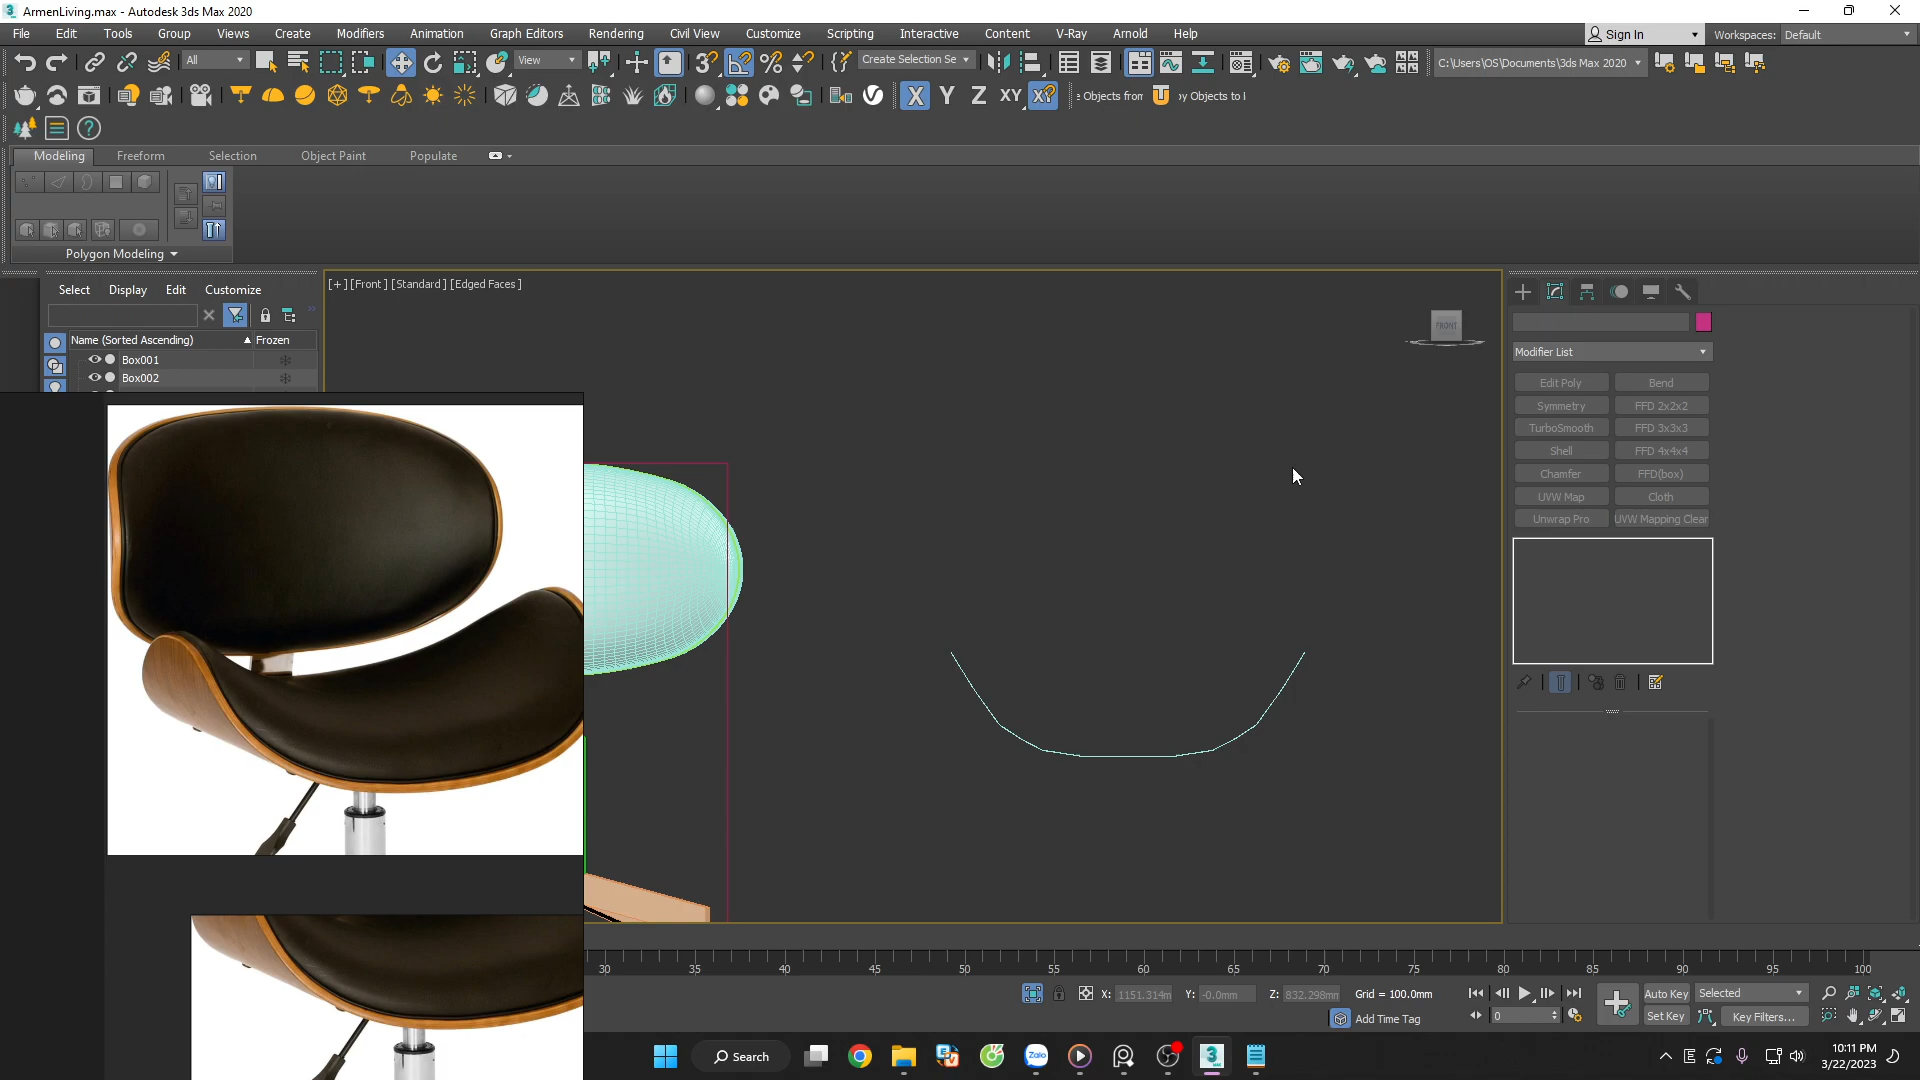 ArmenLiving.max - Autodesk 3ds Max 2020
File Edit Tools Group Views Create Modifiers Animation Graph Editors Rendering Civil View Customize Scripting Interactive Content V-Ray Arnold Help
Sign In Workspaces: Default
All View Create Selection Se C:\Users\OS\Documents\3ds Max 2020
X Y Z XY XY e Objects from by Objects to I
Modeling Freeform Selection Object Paint Populate
Polygon Modeling
Select Display Edit Customize
Name (Sorted Ascending) Frozen
Box001
Box002
[+] [Front ] [Standard ] [Edged Faces ]
FRONT
Modifier List
Edit Poly Bend
Symmetry FFD 2x2x2
TurboSmooth FFD 3x3x3
Shell FFD 4x4x4
Chamfer FFD(box)
UVW Map Cloth
Unwrap Pro UVW Mapping Clear
30 35 40 45 50 55 60 65 70 75 80 85 90 95 100
X: 1151.314m Y: -0.0mm Z: 832.298mm Grid = 100.0mm
Add Time Tag
0
Auto Key Selected
Set Key Key Filters...
Search
Zalo
3 MAX
E
10:11 PM
3/22/2023